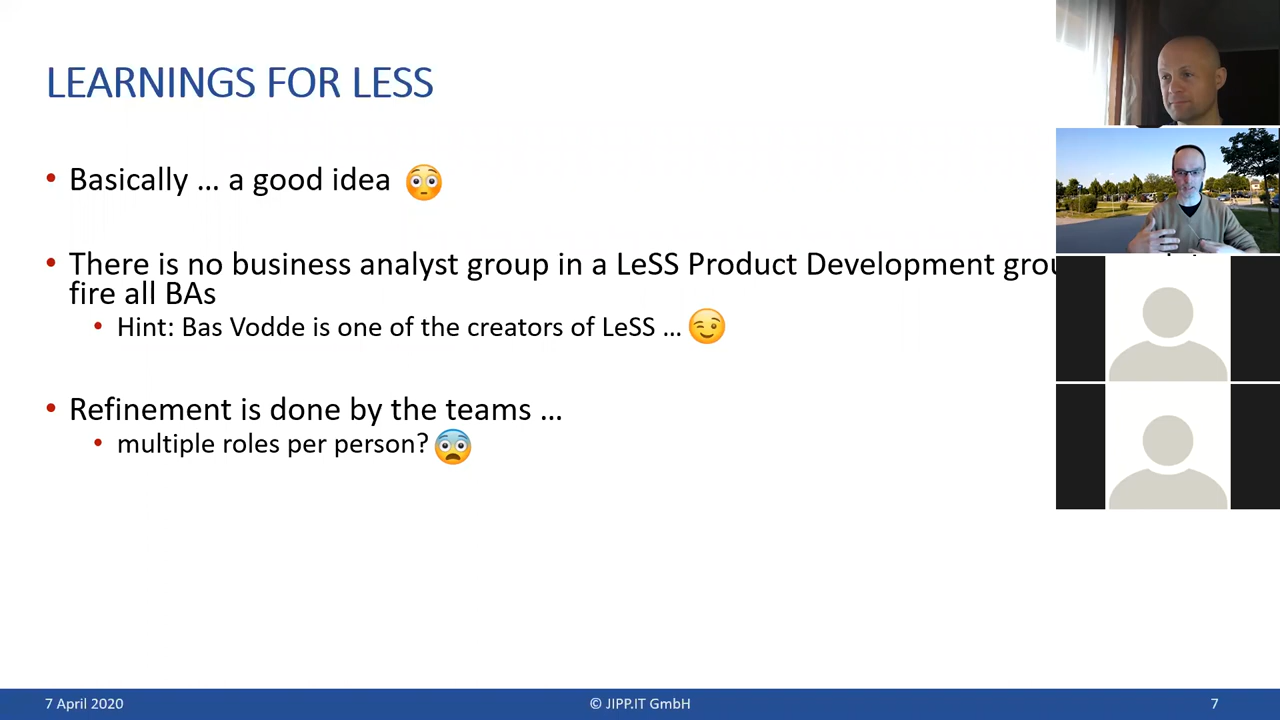 LEARNINGS FOR LESS
• Basically … a good idea 😳
• There is no business analyst group in a LeSS Product Development
fire all BAs
• Hint: Bas Vodde is one of the creators of LeSS … 😉
• Refinement is done by the teams …
• multiple roles per person? 😨
7 April 2020
© JIPP.IT GmbH
7